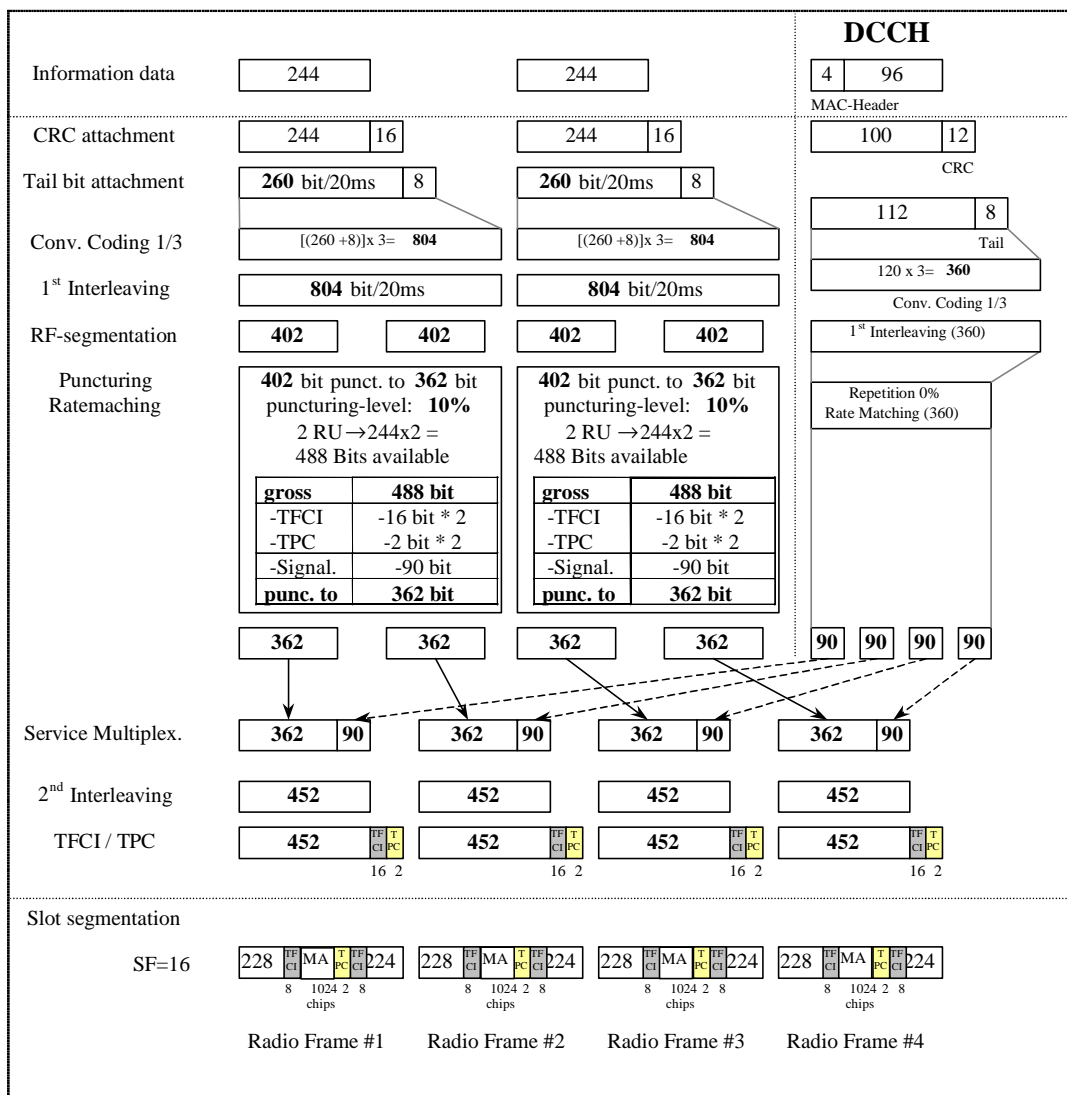 DCCH
Information data 244 244 4 96
MAC-Header
CRC attachment 244 16 244 16 100 12
CRC
Tail bit attachment 260 bit/20ms 8 260 bit/20ms 8
112 8
Tail
Conv. Coding 1/3 [(260 +8)]x 3= 804 [(260 +8)]x 3= 804
120 x 3= 360
Conv. Coding 1/3
1st Interleaving 804 bit/20ms 804 bit/20ms
RF-segmentation 402 402 402 402 1st Interleaving (360)
Puncturing
Ratemaching
402 bit punct. to 362 bit
puncturing-level: 10%
2 RU →244x2 =
488 Bits available
gross 488 bit
-TFCI -16 bit * 2
-TPC -2 bit * 2
-Signal. -90 bit
punc. to 362 bit
402 bit punct. to 362 bit
puncturing-level: 10%
2 RU →244x2 =
488 Bits available
gross 488 bit
-TFCI -16 bit * 2
-TPC -2 bit * 2
-Signal. -90 bit
punc. to 362 bit
Repetition 0%
Rate Matching (360)
362 362 362 362 90 90 90 90
Service Multiplex. 362 90 362 90 362 90 362 90
2nd Interleaving 452 452 452 452
TFCI / TPC 452 TF CI T PC 452 TF CI T PC 452 TF CI T PC 452 TF CI T PC
16 2 16 2 16 2 16 2
Slot segmentation
SF=16 228 TF CI MA T PC TF CI 224 228 TF CI MA T PC TF CI 224 228 TF CI MA T PC TF CI 224 228 TF CI MA T PC TF CI 224
8 1024 2 8 8 1024 2 8 8 1024 2 8 8 1024 2 8
chips chips chips chips
Radio Frame #1 Radio Frame #2 Radio Frame #3 Radio Frame #4